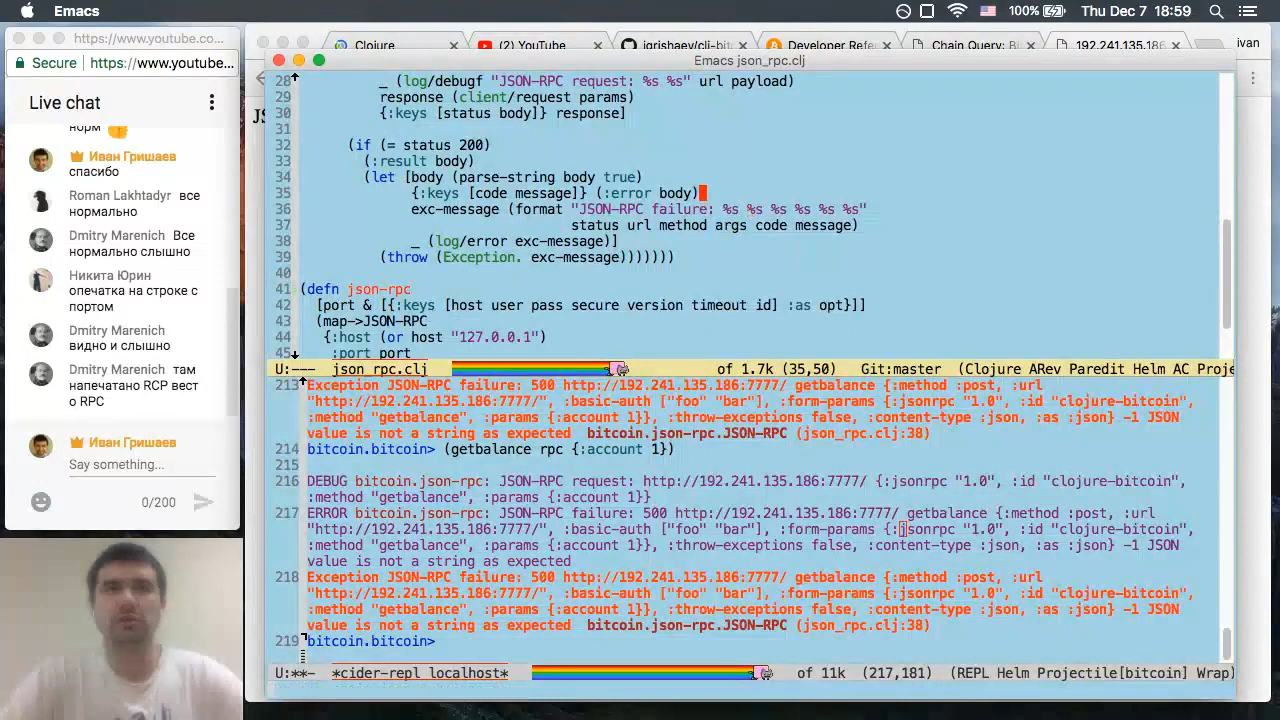 Emacs
100%
Thu Dec 7 18:59
https://www.youtube.co...
Secure
https://www.youtube
Live chat
норм
Иван Гришаев
спасибо
Roman Lakhtadyr все нормально
Dmitry Marenich Все
нормально слышно
Никита Юрин
опечатка на строке с
портом
Dmitry Marenich
видно и слышно
Dmitry Marenich там
напечатано RCP вест
о RPC
Иван Гришаев
Say something...
0/200
Clojure
(2) YouTube
igrishaev/cli-bit
Developer Refe
Chain Query: Bi
192.241.135.186
ivan
Emacs json_rpc.clj
28 _ (log/debugf "JSON-RPC request: %s %s" url payload)
29 response (client/request params)
30 {:keys [status body]} response]
31
32 (if (= status 200)
33 (:result body)
34 (let [body (parse-string body true)
35 {:keys [code message]} (:error body)
36 exc-message (format "JSON-RPC failure: %s %s %s %s %s %s"
37 status url method args code message)
38 _ (log/error exc-message)]
39 (throw (Exception. exc-message)))))))
40
41 (defn json-rpc
42 [port & [{:keys [host user pass secure version timeout id] :as opt}]]
43 (map->JSON-RPC
44 {:host (or host "127.0.0.1")
45 :port port
U:--- json_rpc.clj of 1.7k (35,50) Git:master (Clojure ARev Paredit Helm AC Proje
213 Exception JSON-RPC failure: 500 http://192.241.135.186:7777/ getbalance {:method :post, :url
"http://192.241.135.186:7777/", :basic-auth ["foo" "bar"], :form-params {:jsonrpc "1.0", :id "clojure-bitcoin",
:method "getbalance", :params {:account 1}}, :throw-exceptions false, :content-type :json, :as :json} -1 JSON
value is not a string as expected bitcoin.json-rpc.JSON-RPC (json_rpc.clj:38)
214 bitcoin.bitcoin> (getbalance rpc {:account 1})
215
216 DEBUG bitcoin.json-rpc: JSON-RPC request: http://192.241.135.186:7777/ {:jsonrpc "1.0", :id "clojure-bitcoin",
:method "getbalance", :params {:account 1}}
217 ERROR bitcoin.json-rpc: JSON-RPC failure: 500 http://192.241.135.186:7777/ getbalance {:method :post, :url
"http://192.241.135.186:7777/", :basic-auth ["foo" "bar"], :form-params {:jsonrpc "1.0", :id "clojure-bitcoin",
:method "getbalance", :params {:account 1}}, :throw-exceptions false, :content-type :json, :as :json} -1 JSON
value is not a string as expected
218 Exception JSON-RPC failure: 500 http://192.241.135.186:7777/ getbalance {:method :post, :url
"http://192.241.135.186:7777/", :basic-auth ["foo" "bar"], :form-params {:jsonrpc "1.0", :id "clojure-bitcoin",
:method "getbalance", :params {:account 1}}, :throw-exceptions false, :content-type :json, :as :json} -1 JSON
value is not a string as expected bitcoin.json-rpc.JSON-RPC (json_rpc.clj:38)
219 bitcoin.bitcoin>
U:**- *cider-repl localhost* of 11k (217,181) (REPL Helm Projectile[bitcoin] Wrap)